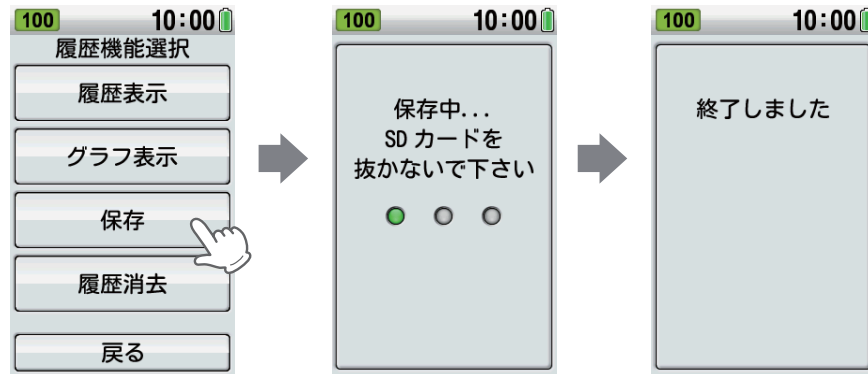 100 10:00
履歴機能選択
履歴表示
グラフ表示
保存
履歴消去
戻る
100 10:00
保存中...
SDカードを
抜かないで下さい
100 10:00
終了しました